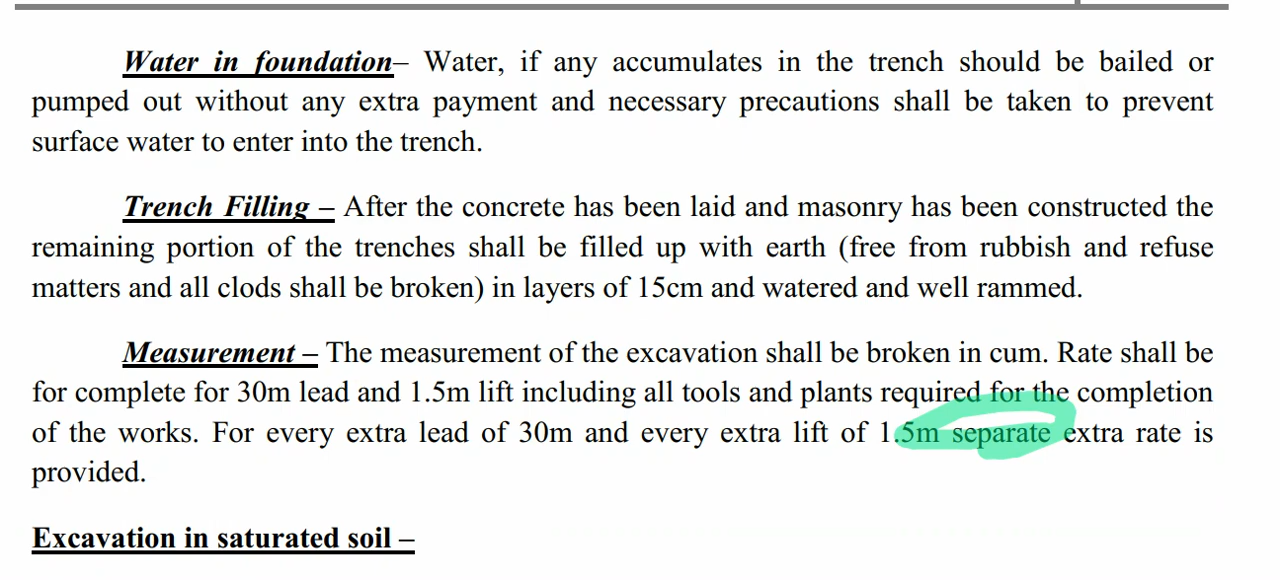 Water in foundation– Water, if any accumulates in the trench should be bailed or
pumped out without any extra payment and necessary precautions shall be taken to prevent
surface water to enter into the trench.
Trench Filling – After the concrete has been laid and masonry has been constructed the
remaining portion of the trenches shall be filled up with earth (free from rubbish and refuse
matters and all clods shall be broken) in layers of 15cm and watered and well rammed.
Measurement – The measurement of the excavation shall be broken in cum. Rate shall be
for complete for 30m lead and 1.5m lift including all tools and plants required for the completion
of the works. For every extra lead of 30m and every extra lift of 1.5m separate extra rate is
provided.
Excavation in saturated soil –